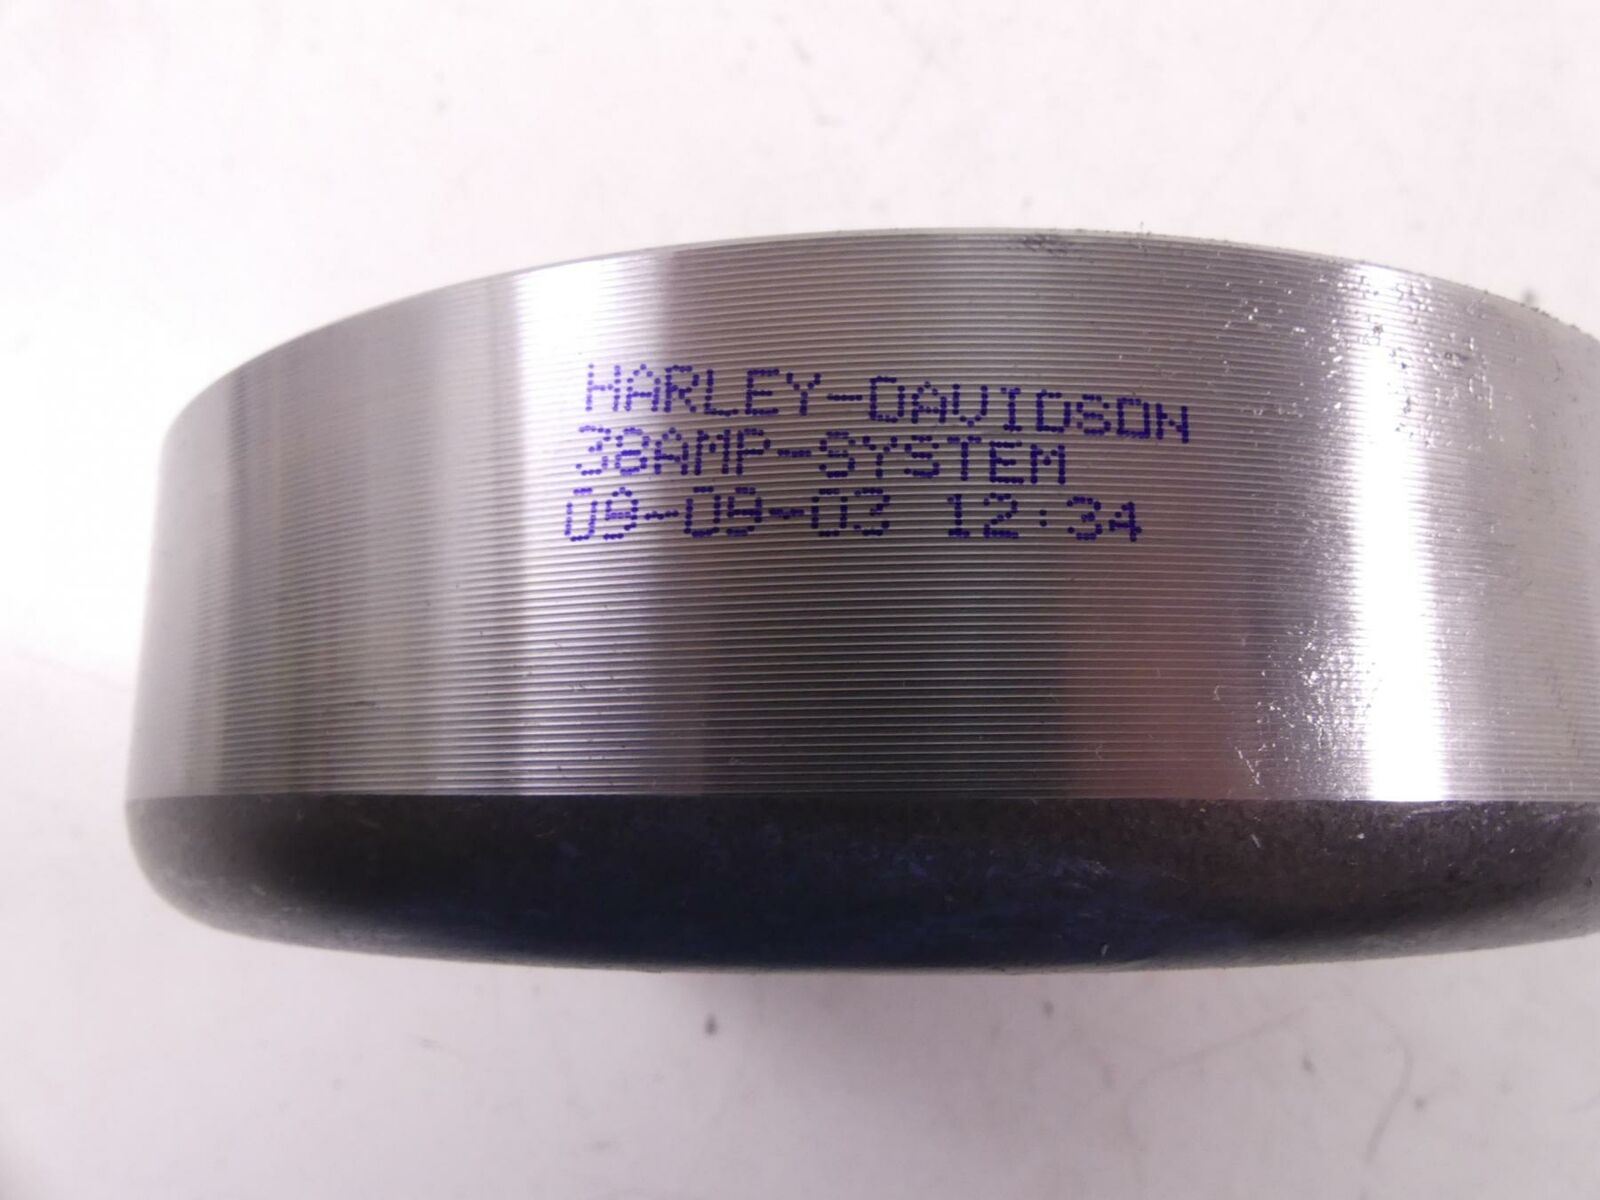 HARLEY-DAVIDSON
38AMP-SYSTEM
09-09-03 12:34